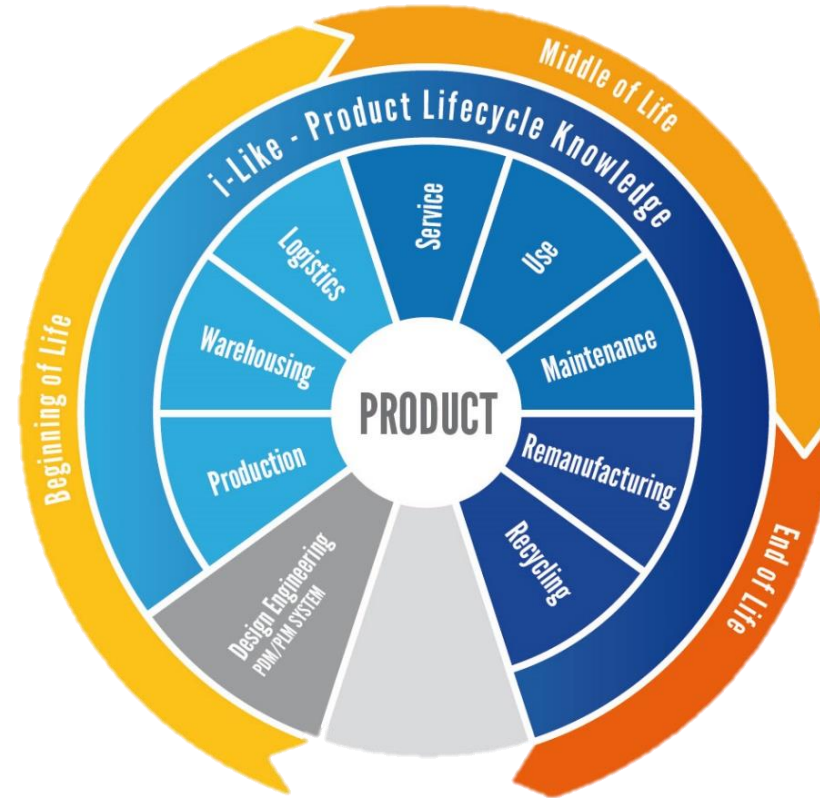 Middle of Life
i-Like - Product Lifecycle Knowledge
Beginning of Life
End of Life
Design Engineering
PDM/PLM SYSTEM
Production
Warehousing
Logistics
Service
Use
Maintenance
Remanufacturing
Recycling
PRODUCT